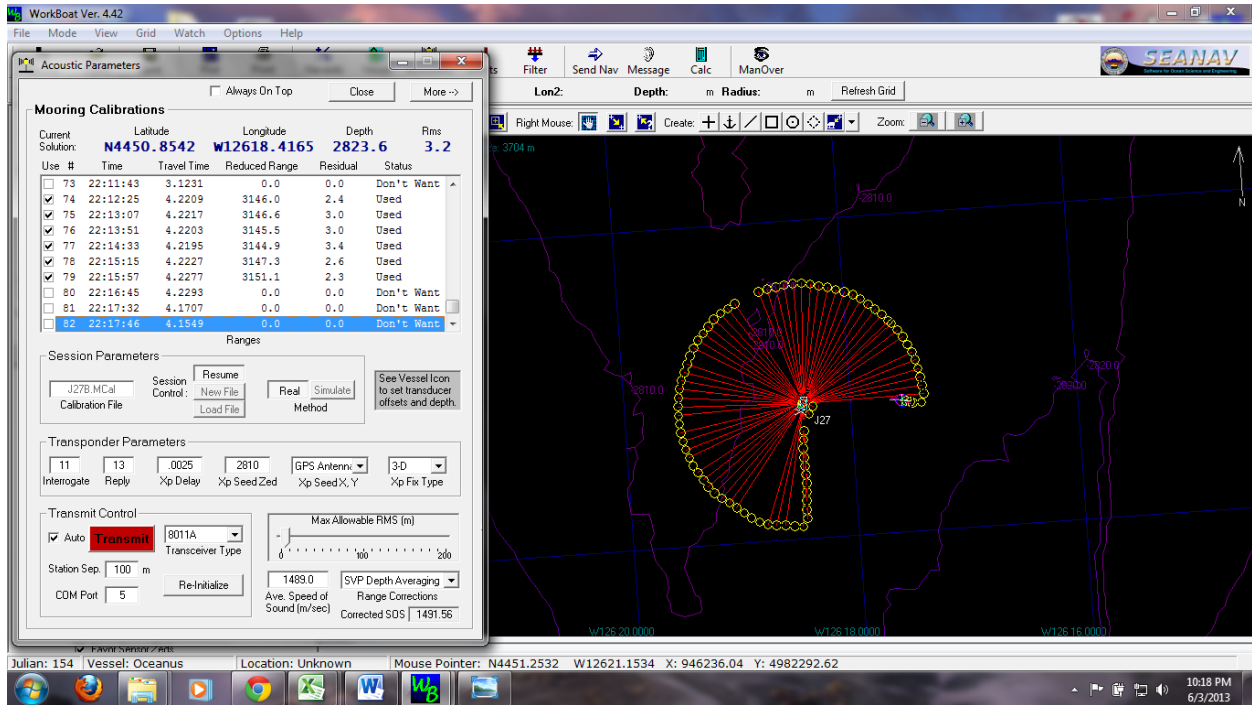 WorkBoat Ver. 4.42
File Mode View Grid Watch Options Help
Filter Send Nav Message Calc ManOver
SEANAV
Software for Ocean Science and Engineering
Acoustic Parameters
Always On Top Close More -->
Lon2: Depth: m Radius: m Refresh Grid
Right Mouse: Create: Zoom:
Mooring Calibrations
Current Solution: Latitude Longitude Depth Rms
N4450.8542 W12618.4165 2823.6 3.2
Use # Time Travel Time Reduced Range Residual Status
73 22:11:43 3.1231 0.0 0.0 Don't Want
74 22:12:25 4.2209 3146.0 2.4 Used
75 22:13:07 4.2217 3146.6 3.0 Used
76 22:13:51 4.2203 3145.5 3.0 Used
77 22:14:33 4.2195 3144.9 3.4 Used
78 22:15:15 4.2227 3147.3 2.6 Used
79 22:15:57 4.2277 3151.1 2.3 Used
80 22:16:45 4.2293 0.0 0.0 Don't Want
81 22:17:32 4.1707 0.0 0.0 Don't Want
82 22:17:46 4.1549 0.0 0.0 Don't Want
Ranges
Session Parameters
J27B.MCal
Calibration File
Session Control:
Resume
New File
Load File
Real Simulate
Method
See Vessel Icon
to set transducer
offsets and depth.
Transponder Parameters
11 13 .0025 2810 GPS Antenn 3-D
Interrogate Reply Xp Delay Xp Seed Zed Xp Seed X, Y Xp Fix Type
Transmit Control
Auto Transmit 8011A
Transceiver Type
Station Sep. 100 m
COM Port 5
Re-Initialize
Max Allowable RMS (m)
0 100 200
1489.0 SVP Depth Averaging
Ave. Speed of
Sound (m/sec)
Range Corrections
Corrected SOS 1491.56
3704 m
N
2810.0
2810.0
2810.0
2820.0
2820.0
J27
W126 20.0000 W126 18.0000 W126 16.0000
Favor Sensor Zeds
Julian: 154 Vessel: Oceanus Location: Unknown Mouse Pointer: N4451.2532 W12621.1534 X: 946236.04 Y: 4982292.62
10:18 PM
6/3/2013